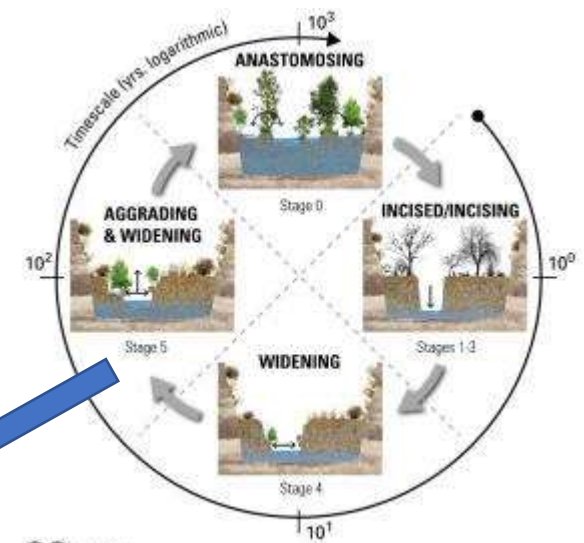 10³
Timescale (yrs. logarithmic)
ANASTOMOSING
Stage 0
AGGRADING
& WIDENING
INCISED/INCISING
10²
10⁰
Stage 5
Stages 1-3
WIDENING
Stage 4
10¹